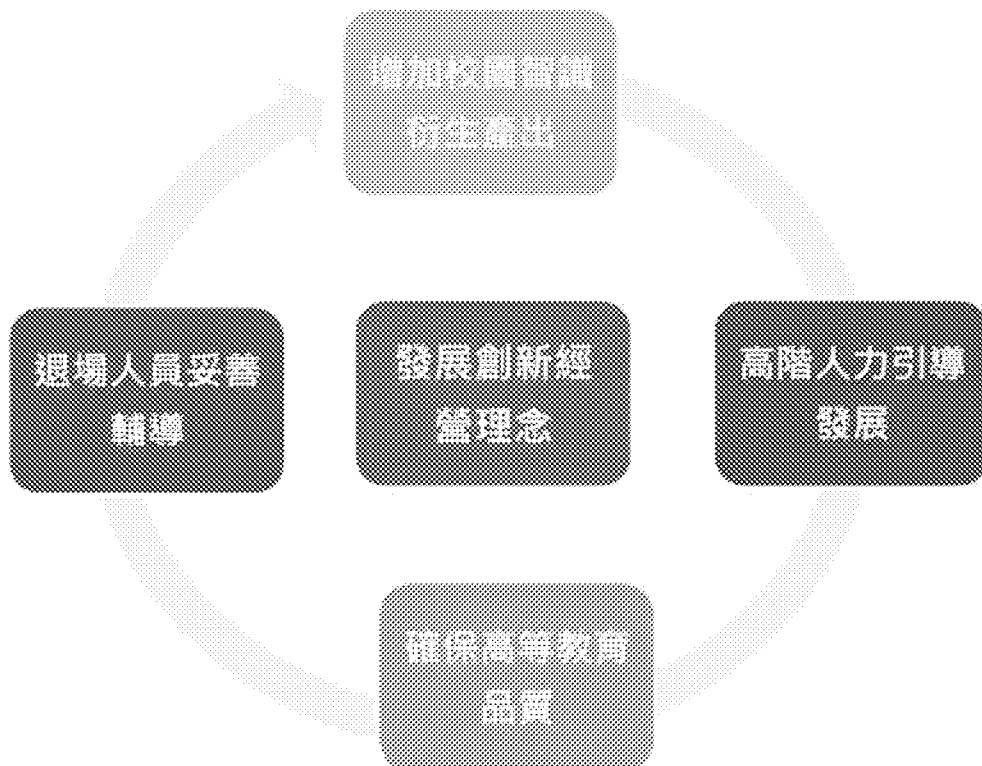 增加校園智識
衍生產出
退場人員妥善
輔導
發展創新經
營理念
高階人力引導
發展
確保高等教育
品質